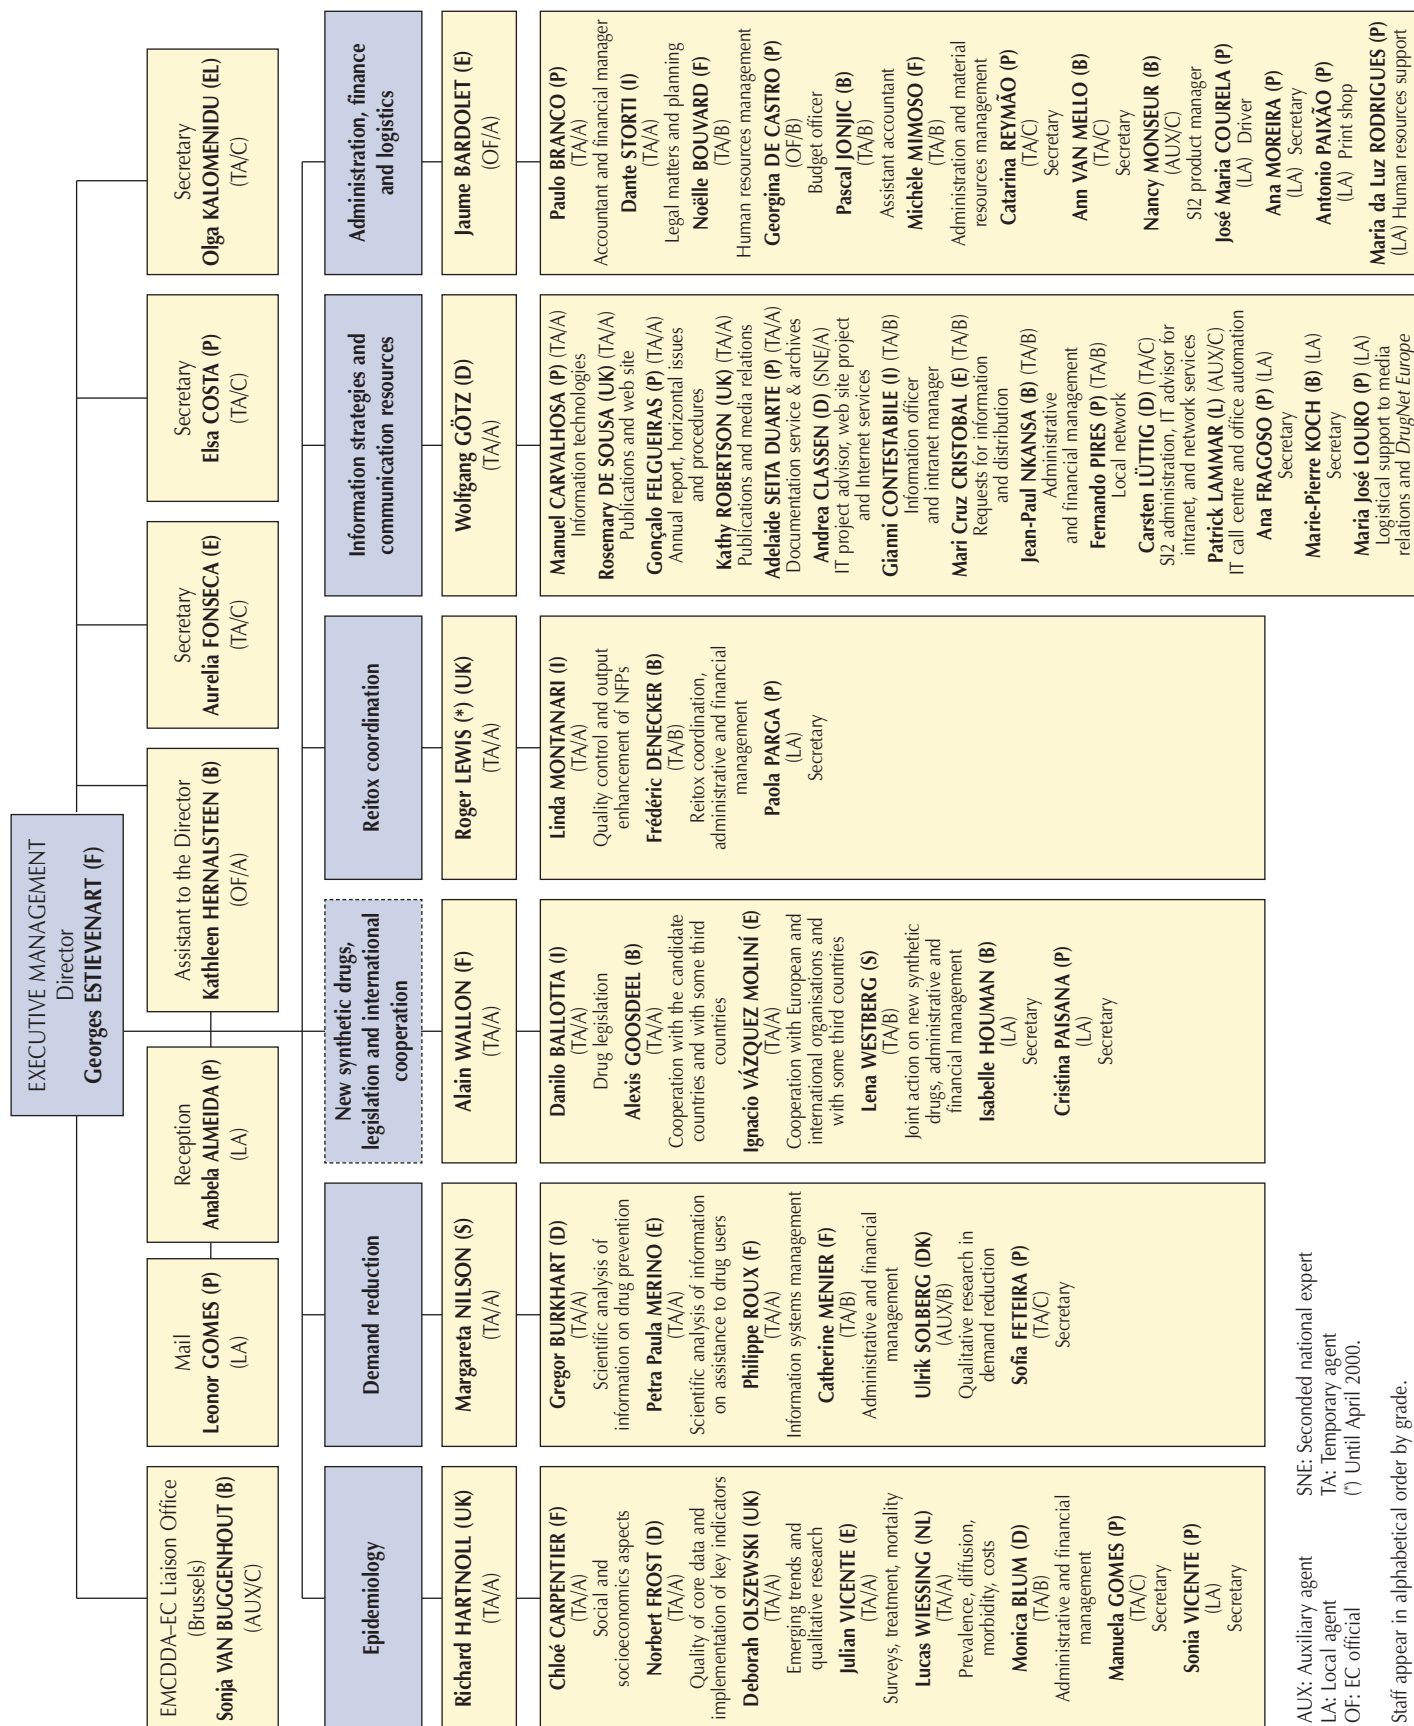 EXECUTIVE MANAGEMENT
Director
Georges ESTIEVENART (F)
EMCDDA–EC Liaison Office
(Brussels)
Sonja VAN BUGGENHOUT (B)
(AUX/C)
Mail
Leonor GOMES (P)
(LA)
Reception
Anabela ALMEIDA (P)
(LA)
Assistant to the Director
Kathleen HERNALSTEEN (B)
(OF/A)
Secretary
Aurelia FONSECA (E)
(TA/C)
Secretary
Elsa COSTA (P)
(TA/C)
Secretary
Olga KALOMENIDU (EL)
(TA/C)
Epidemiology
Richard HARTNOLL (UK)
(TA/A)
Chloé CARPENTIER (F)
(TA/A)
Social and
socioeconomics aspects
Norbert FROST (D)
(TA/A)
Quality of core data and
implementation of key indicators
Deborah OLSZEWSKI (UK)
(TA/A)
Emerging trends and
qualitative research
Julian VICENTE (E)
(TA/A)
Surveys, treatment, mortality
Lucas WIESSING (NL)
(TA/A)
Prevalence, diffusion,
morbidity, costs
Monica BLUM (D)
(TA/B)
Administrative and financial
management
Manuela GOMES (P)
(TA/C)
Secretary
Sonia VICENTE (P)
(LA)
Secretary
Demand reduction
Margareta NILSON (S)
(TA/A)
Gregor BURKHART (D)
(TA/A)
Scientific analysis of
information on drug prevention
Petra Paula MERINO (E)
(TA/A)
Scientific analysis of information
on assistance to drug users
Philippe ROUX (F)
(TA/A)
Information systems management
Catherine MENIER (F)
(TA/B)
Administrative and financial
management
Ulrik SOLBERG (DK)
(AUX/B)
Qualitative research in
demand reduction
Sofia FETEIRA (P)
(TA/C)
Secretary
New synthetic drugs,
legislation and international
cooperation
Alain WALLON (F)
(TA/A)
Danilo BALLOTTA (I)
(TA/A)
Drug legislation
Alexis GOOSDEEL (B)
(TA/A)
Cooperation with the candidate
countries and with some third
countries
Ignacio VÁZQUEZ MOLINÍ (E)
(TA/A)
Cooperation with European and
international organisations and
with some third countries
Lena WESTBERG (S)
(TA/B)
Joint action on new synthetic
drugs, administrative and
financial management
Isabelle HOUMAN (B)
(LA)
Secretary
Cristina PAISANA (P)
(LA)
Secretary
Reitox coordination
Roger LEWIS (*) (UK)
(TA/A)
Linda MONTANARI (I)
(TA/A)
Quality control and output
enhancement of NFPs
Frédéric DENECKER (B)
(TA/B)
Reitox coordination,
administrative and financial
management
Paola PARGA (P)
(LA)
Secretary
Information strategies and
communication resources
Wolfgang GÖTZ (D)
(TA/A)
Manuel CARVALHOSA (P) (TA/A)
Information technologies
Rosemary DE SOUSA (UK) (TA/A)
Publications and web site
Gonçalo FELGUEIRAS (P) (TA/A)
Annual report, horizontal issues
and procedures
Kathy ROBERTSON (UK) (TA/A)
Publications and media relations
Adelaide SEITA DUARTE (P) (TA/A)
Documentation service & archives
Andrea CLASSEN (D) (SNE/A)
IT project advisor, web site project
and Internet services
Gianni CONTESTABILE (I) (TA/B)
Information officer
and intranet manager
Mari Cruz CRISTOBAL (E) (TA/B)
Requests for information
and distribution
Jean-Paul NKANSA (B) (TA/B)
Administrative
and financial management
Fernando PIRES (P) (TA/B)
Local network
Carsten LÜTTIG (D) (TA/C)
SI2 administration, IT advisor for
intranet, and network services
Patrick LAMMAR (L) (AUX/C)
IT call centre and office automation
Ana FRAGOSO (P) (LA)
Secretary
Marie-Pierre KOCH (B) (LA)
Secretary
Maria José LOURO (P) (LA)
Logistical support to media
relations and DrugNet Europe
Administration, finance
and logistics
Jaume BARDOLET (E)
(OF/A)
Paulo BRANCO (P)
(TA/A)
Accountant and financial manager
Dante STORTI (I)
(TA/A)
Legal matters and planning
Noëlle BOUVARD (F)
(TA/B)
Human resources management
Georgina DE CASTRO (P)
(OF/B)
Budget officer
Pascal JONJIC (B)
(TA/B)
Assistant accountant
Michèle MIMOSO (F)
(TA/B)
Administration and material
resources management
Catarina REYMÃO (P)
(TA/C)
Secretary
Ann VAN MELLO (B)
(TA/C)
Secretary
Nancy MONSEUR (B)
(AUX/C)
SI2 product manager
José Maria COURELA (P)
(LA) Driver
Ana MOREIRA (P)
(LA) Secretary
Antonio PAIXÃO (P)
(LA) Print shop
Maria da Luz RODRIGUES (P)
(LA) Human resources support
AUX: Auxiliary agent
LA: Local agent
OF: EC official
SNE: Seconded national expert
TA: Temporary agent
(*) Until April 2000.
Staff appear in alphabetical order by grade.